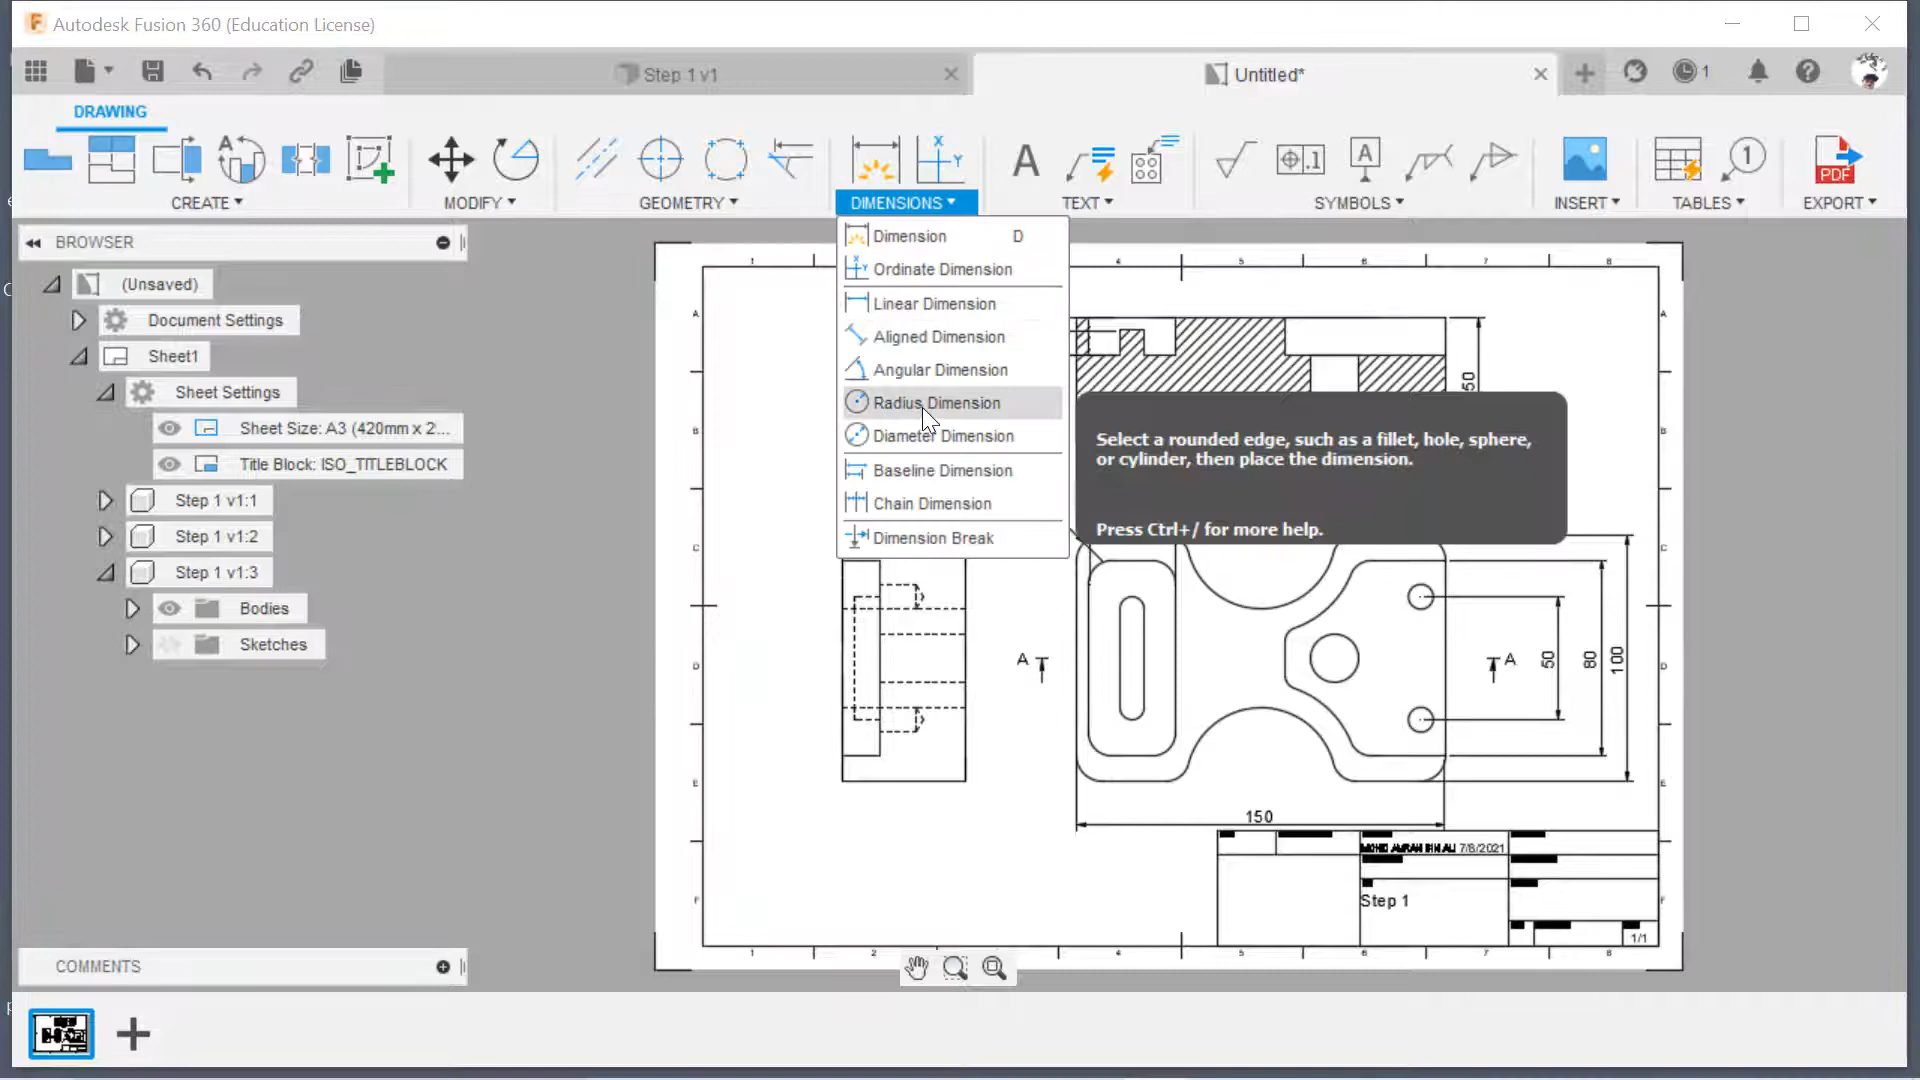 Autodesk Fusion 360 (Education License)
Step 1 v1
Untitled*
1
DRAWING
CREATE
MODIFY
GEOMETRY
DIMENSIONS
TEXT
SYMBOLS
INSERT
TABLES
EXPORT
BROWSER
(Unsaved)
Document Settings
Sheet1
Sheet Settings
Sheet Size: A3 (420mm x 2...
Title Block: ISO_TITLEBLOCK
Step 1 v1:1
Step 1 v1:2
Step 1 v1:3
Bodies
Sketches
COMMENTS
Dimension D
Ordinate Dimension
Linear Dimension
Aligned Dimension
Angular Dimension
Radius Dimension
Diameter Dimension
Baseline Dimension
Chain Dimension
Dimension Break
Select a rounded edge, such as a fillet, hole, sphere,
or cylinder, then place the dimension.
Press Ctrl+/ for more help.
50
A
A
50
80
100
150
7/8/2021
Step 1
1/1